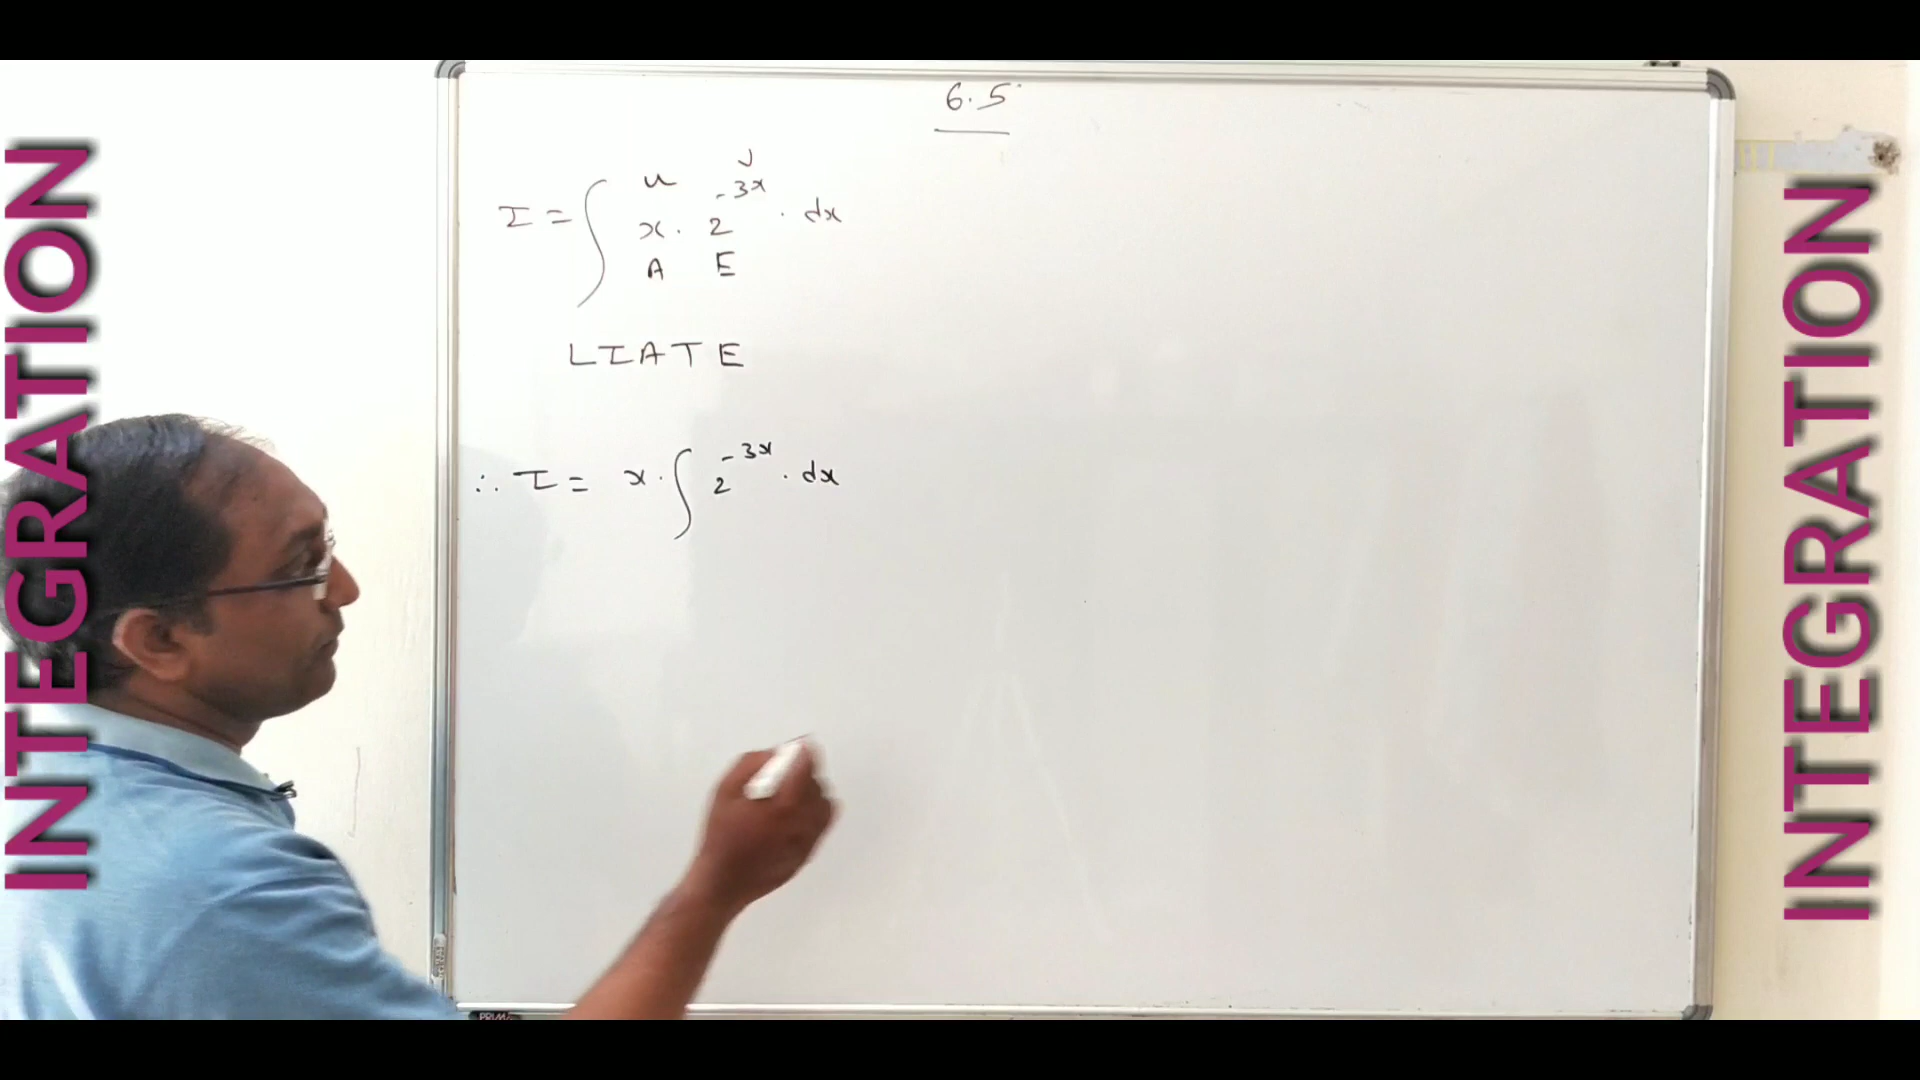 INTEGRATION
6.5
u v
I = ∫ x · 2^{-3x} · dx
A E
LIATE
∴ I = x · ∫ 2^{-3x} · dx
INTEGRATION